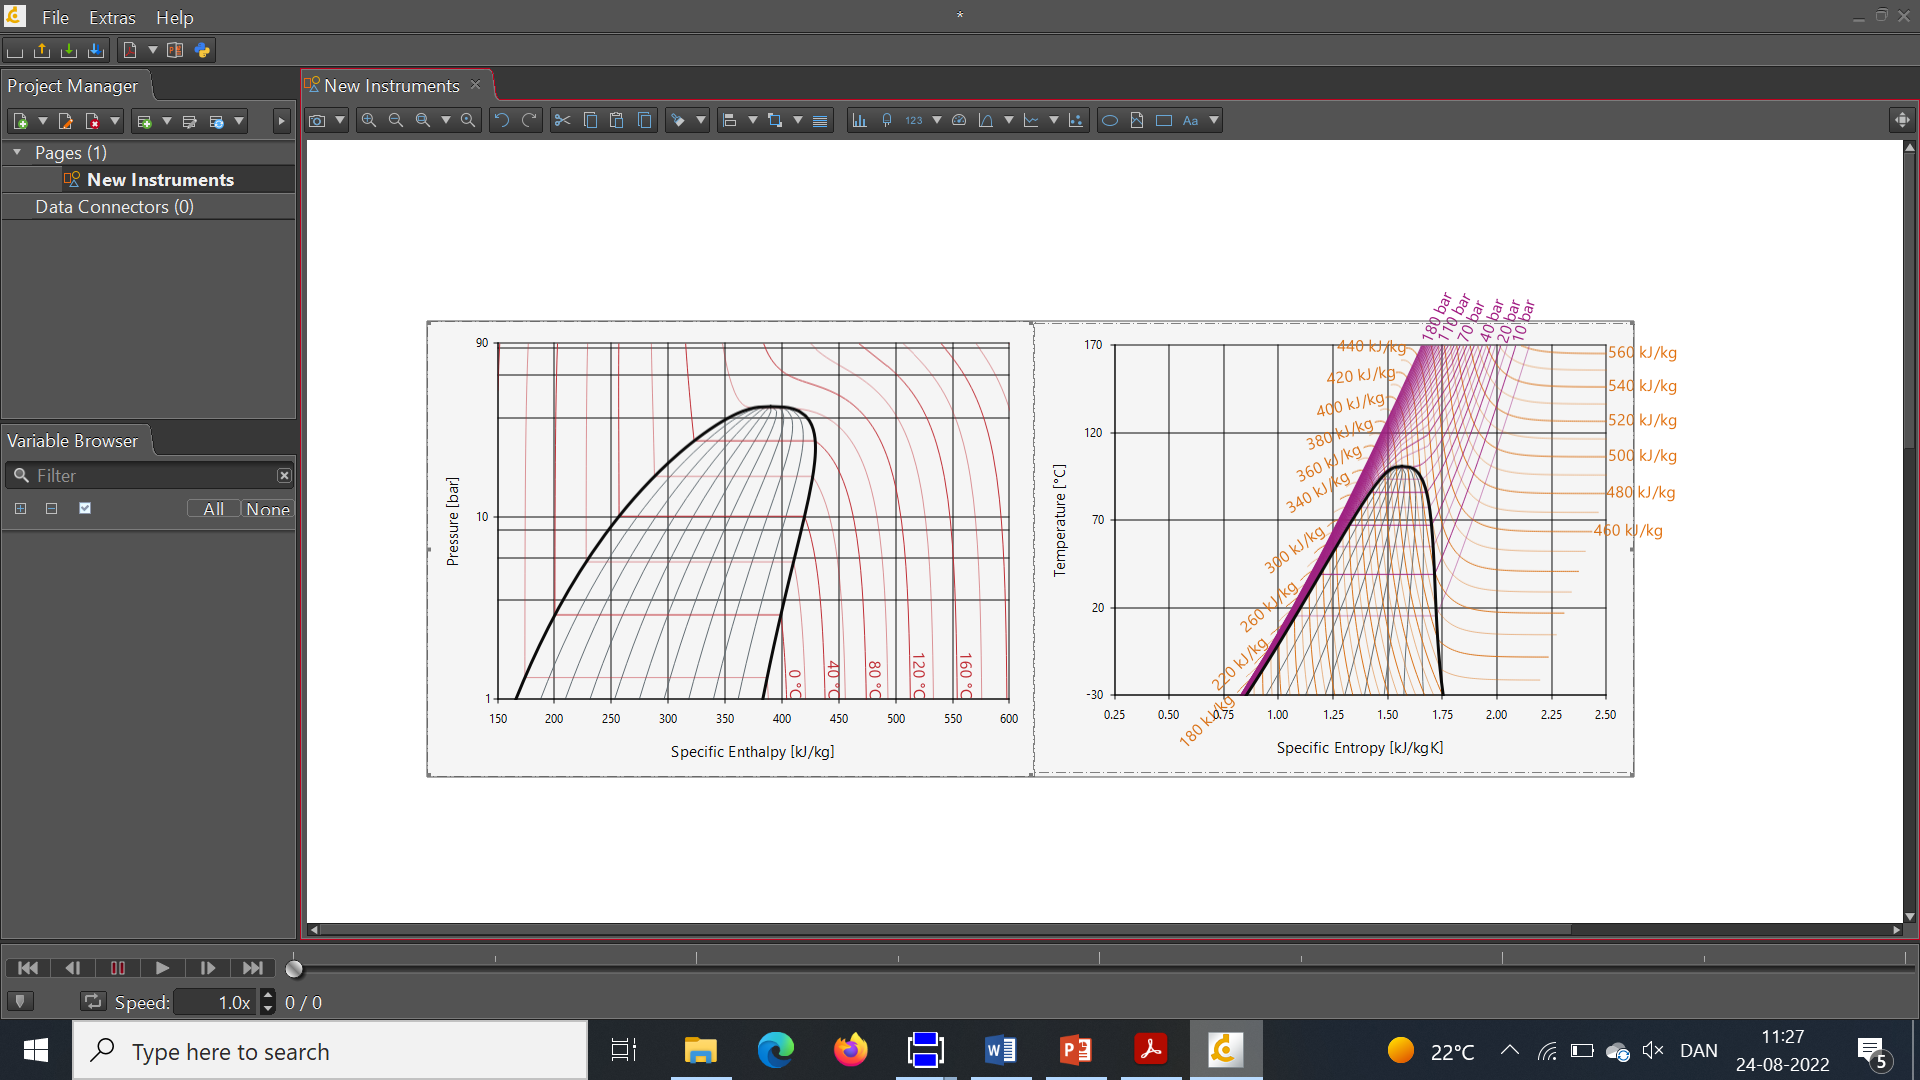 File Extras Help
*
Project Manager
New Instruments
123
Aa
Pages (1)
New Instruments
Data Connectors (0)
Variable Browser
Filter
All None
Pressure [bar]
90
10
1
150 200 250 300 350 400 450 500 550 600
Specific Enthalpy [kJ/kg]
0 °C
40 °C
80 °C
120 °C
160 °C
Temperature [°C]
170
120
70
20
-30
0.25 0.50 0.75 1.00 1.25 1.50 1.75 2.00 2.25 2.50
Specific Entropy [kJ/kgK]
180 bar
110 bar
70 bar
40 bar
20 bar
10 bar
440 kJ/kg
420 kJ/kg
400 kJ/kg
380 kJ/kg
360 kJ/kg
340 kJ/kg
300 kJ/kg
260 kJ/kg
220 kJ/kg
180 kJ/kg
560 kJ/kg
540 kJ/kg
520 kJ/kg
500 kJ/kg
480 kJ/kg
460 kJ/kg
Speed: 1.0x 0 / 0
Type here to search
22°C
DAN
11:27
24-08-2022
5